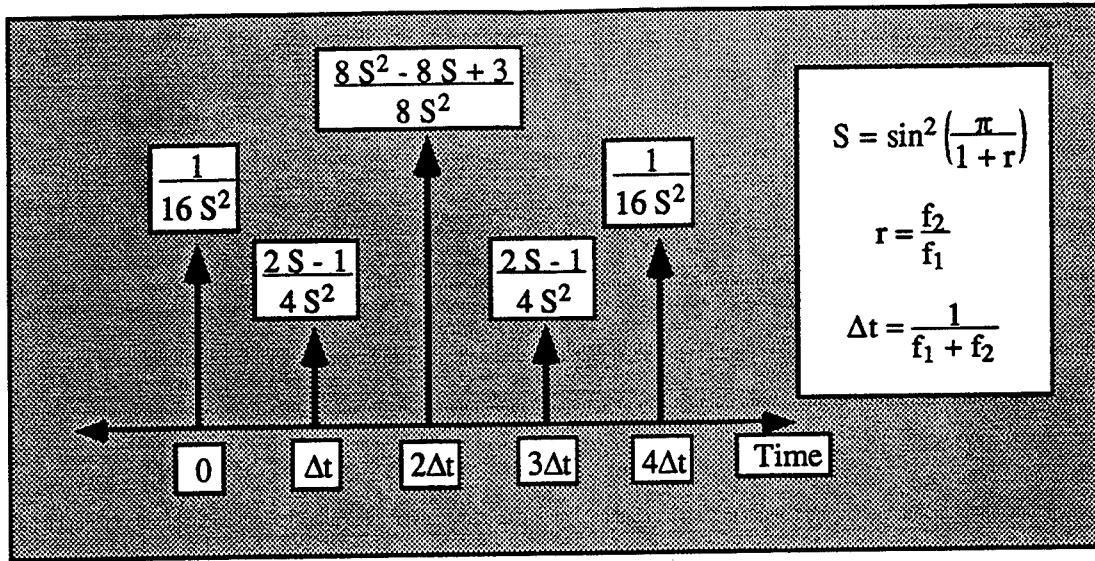 8 S² - 8 S + 3
8 S²
1
16 S²
2 S - 1
4 S²
2 S - 1
4 S²
1
16 S²
0
Δt
2Δt
3Δt
4Δt
Time
S = sin² (π / 1 + r)
r = f₂ / f₁
Δt = 1 / f₁ + f₂